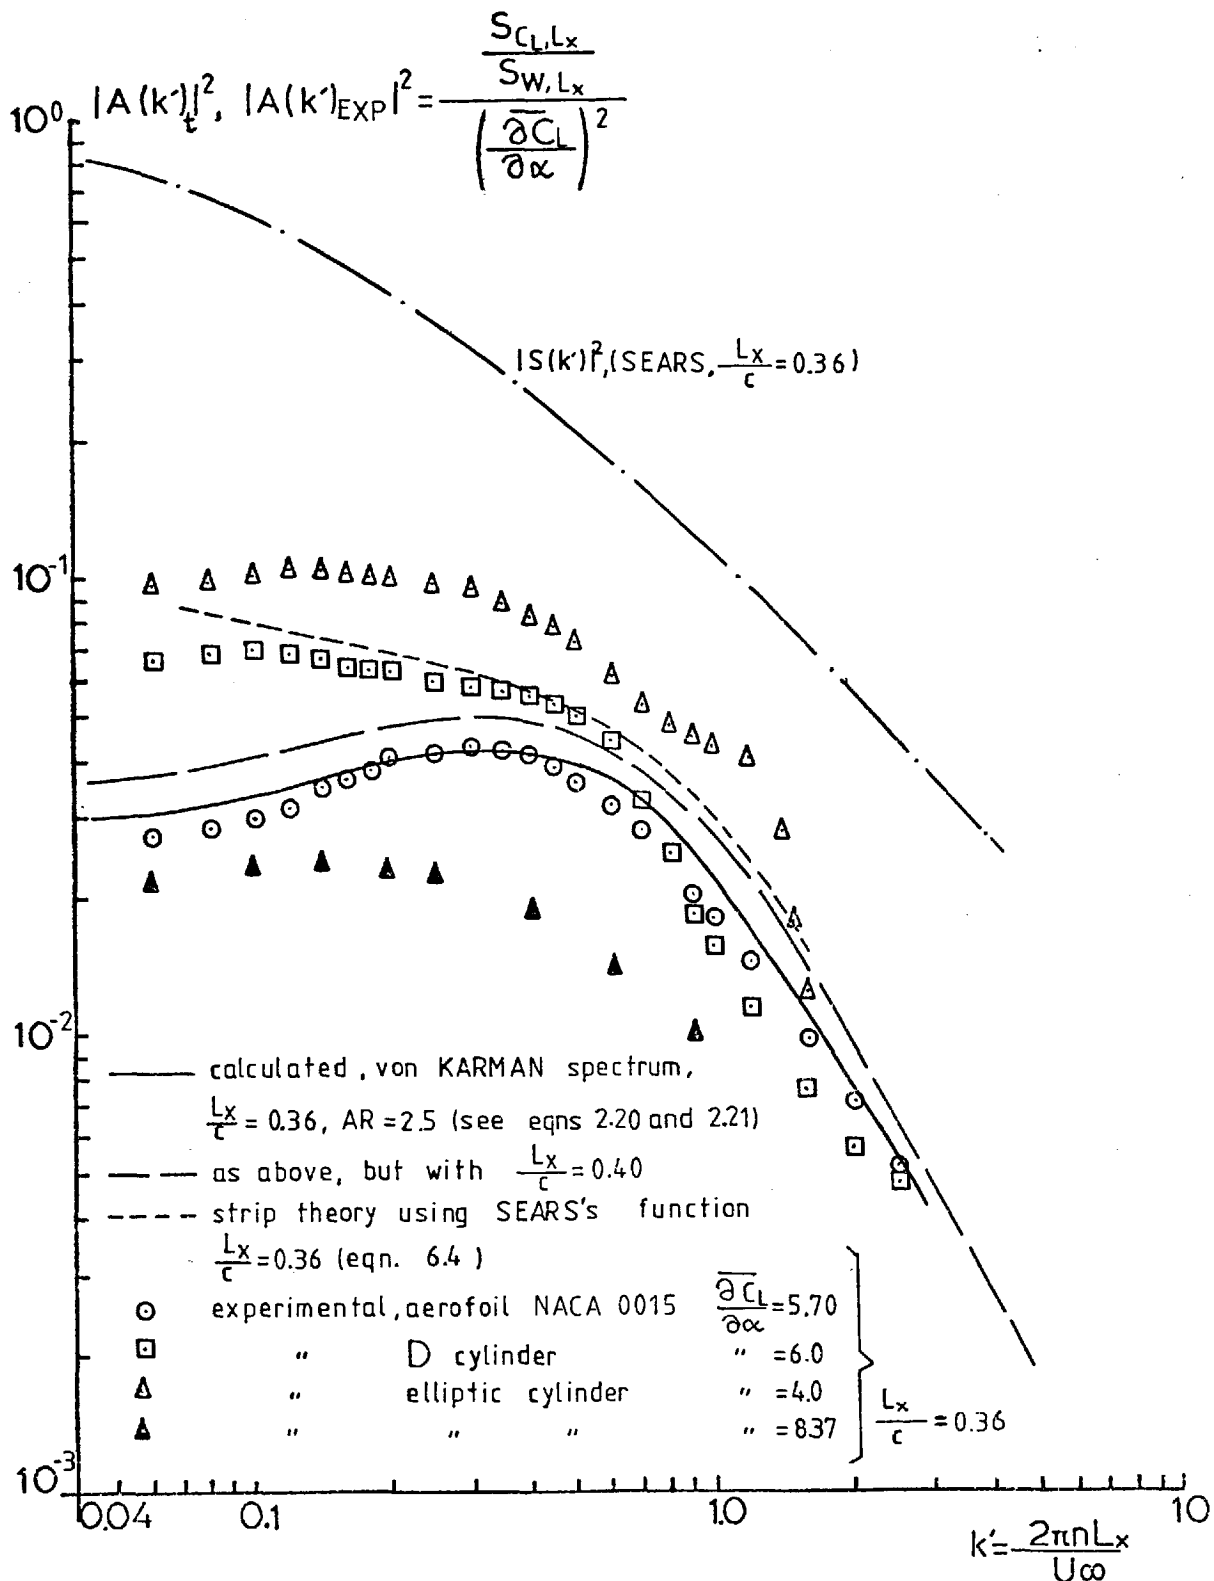 |A(k')t|², |A(k')EXP|² = (S_CL,Lx / S_W,Lx) / (∂C̄L/∂α)²
10⁰
|S(k')|², (SEARS, Lx/c = 0.36)
10⁻¹
10⁻²
calculated, von KARMAN spectrum,
Lx/c = 0.36, AR = 2.5 (see eqns 2.20 and 2.21)
as above, but with Lx/c = 0.40
strip theory using SEARS's function
Lx/c = 0.36 (eqn. 6.4)
experimental, aerofoil NACA 0015 ∂C̄L/∂α = 5.70
" D cylinder " = 6.0
" elliptic cylinder " = 4.0
" " " " = 8.37
Lx/c = 0.36
10⁻³
0.04 0.1 1.0 10
k' = 2πnLx/U∞